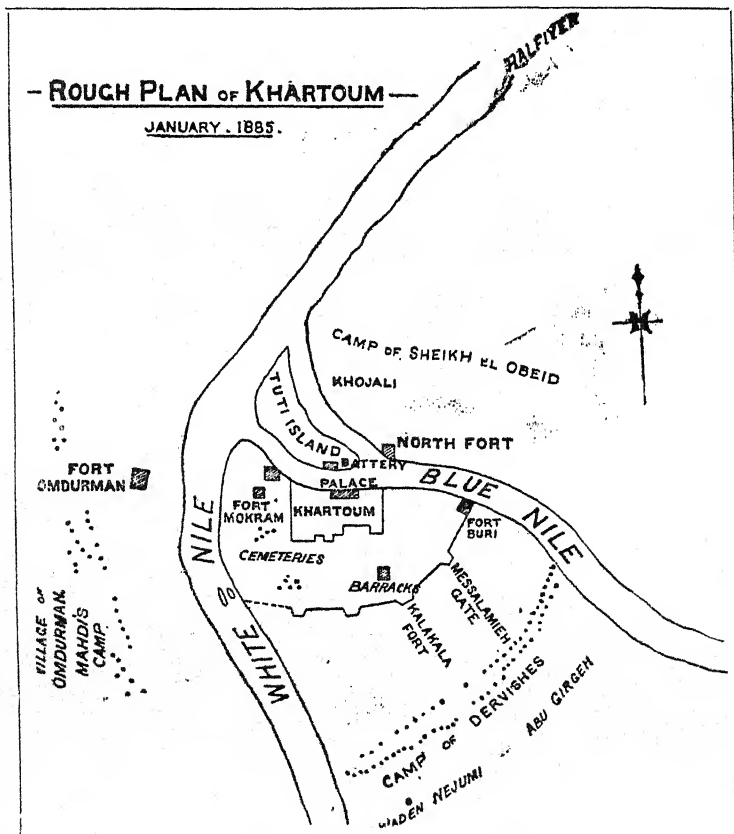 - ROUGH PLAN OF KHARTOUM -
JANUARY. 1885.
HALFIYEH
CAMP OF SHEIKH EL OBEID
KHOJALI
TUTI ISLAND
NORTH FORT
BATTERY
FORT
OMDURMAN
PALACE
BLUE NILE
FORT
MOKRAM
KHARTOUM
FORT
BURI
CEMETERIES
BARRACKS
MESSALAMIEH
GATE
KALAKALA
FORT
WHITE NILE
VILLAGE OF
OMDURMAN,
MAHDIS
CAMP
CAMP OF DERVISHES
ABU GIRGEH
WADEN NEJUMI